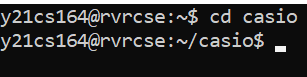 y21cs164@rvrcse:~$ cd casio
y21cs164@rvrcse:~/casio$